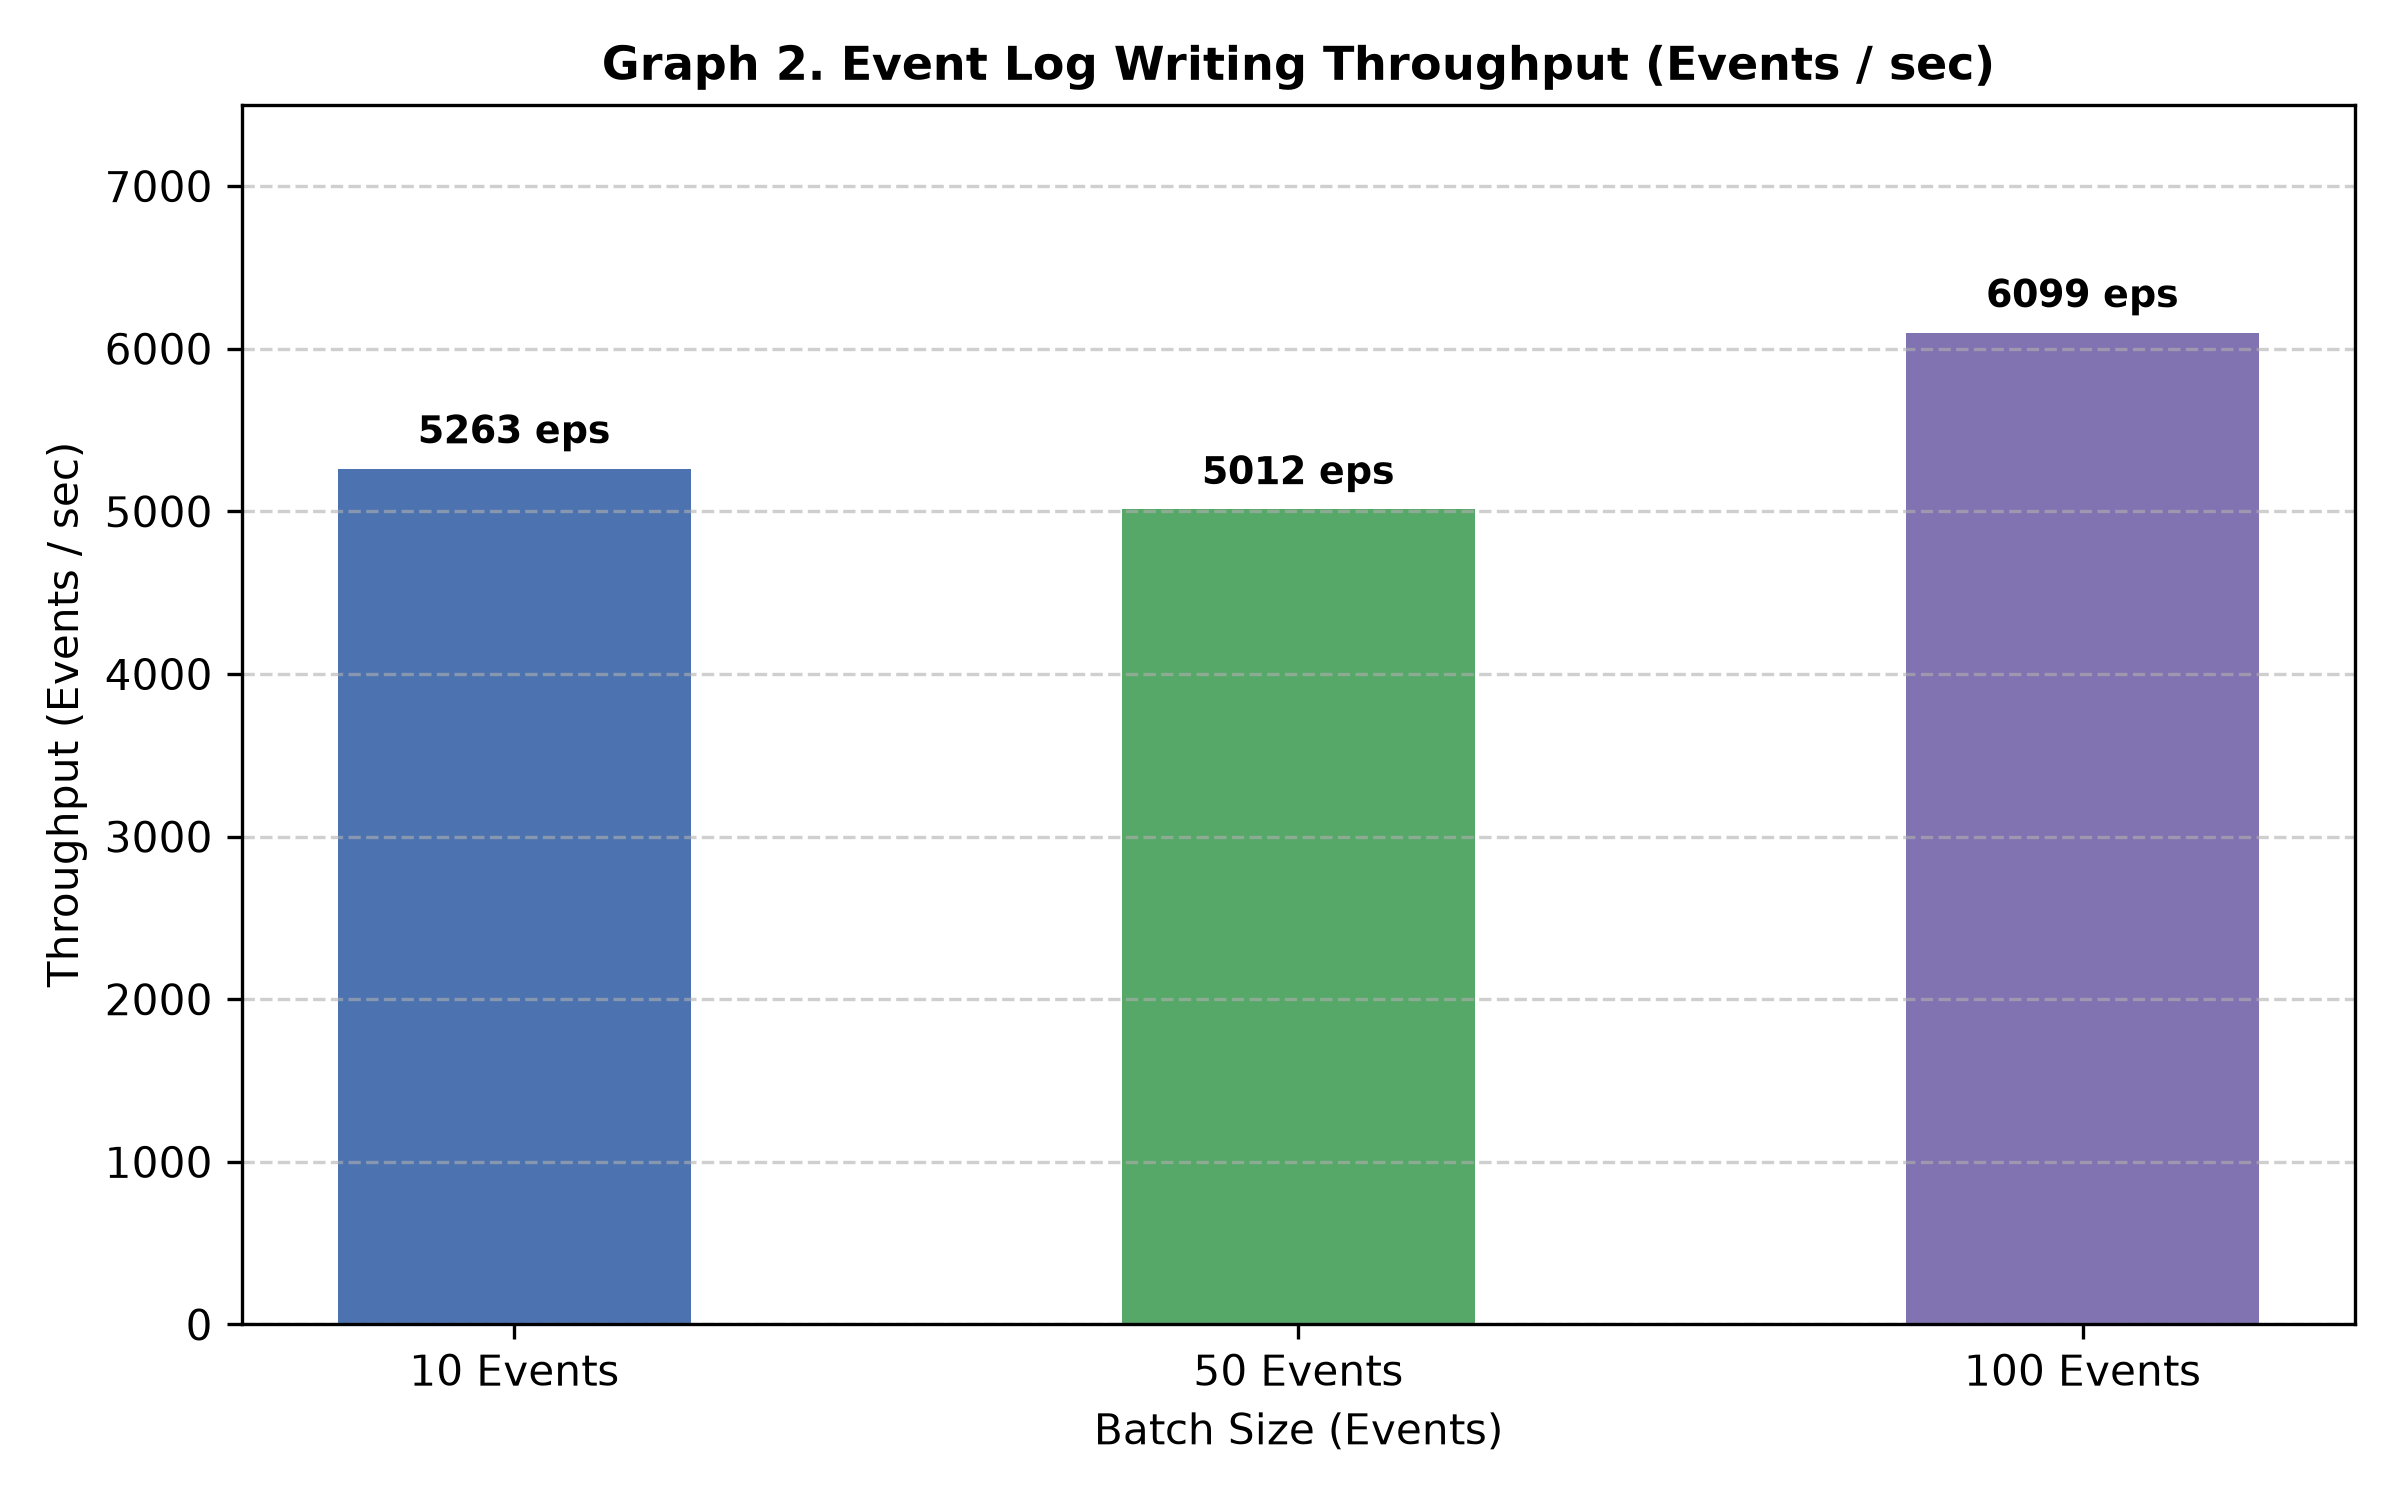 Graph 2. Event Log Writing Throughput (Events / sec)
Throughput (Events / sec)
7000
6000
5000
4000
3000
2000
1000
0
5263 eps
5012 eps
6099 eps
10 Events
50 Events
100 Events
Batch Size (Events)